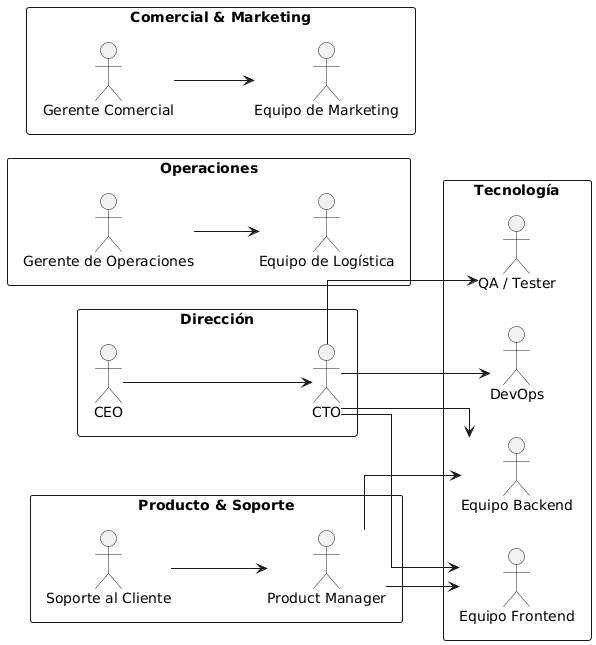 Comercial & Marketing
Gerente Comercial
Equipo de Marketing
Operaciones
Gerente de Operaciones
Equipo de Logística
Tecnología
QA / Tester
DevOps
Equipo Backend
Equipo Frontend
Dirección
CEO
CTO
Producto & Soporte
Soporte al Cliente
Product Manager